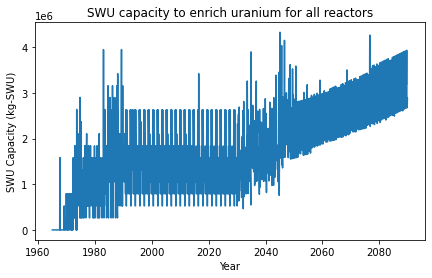 SWU capacity to enrich uranium for all reactors
1e6
SWU Capacity (kg-SWU)
4
3
2
1
0
1960 1980 2000 2020 2040 2060 2080
Year